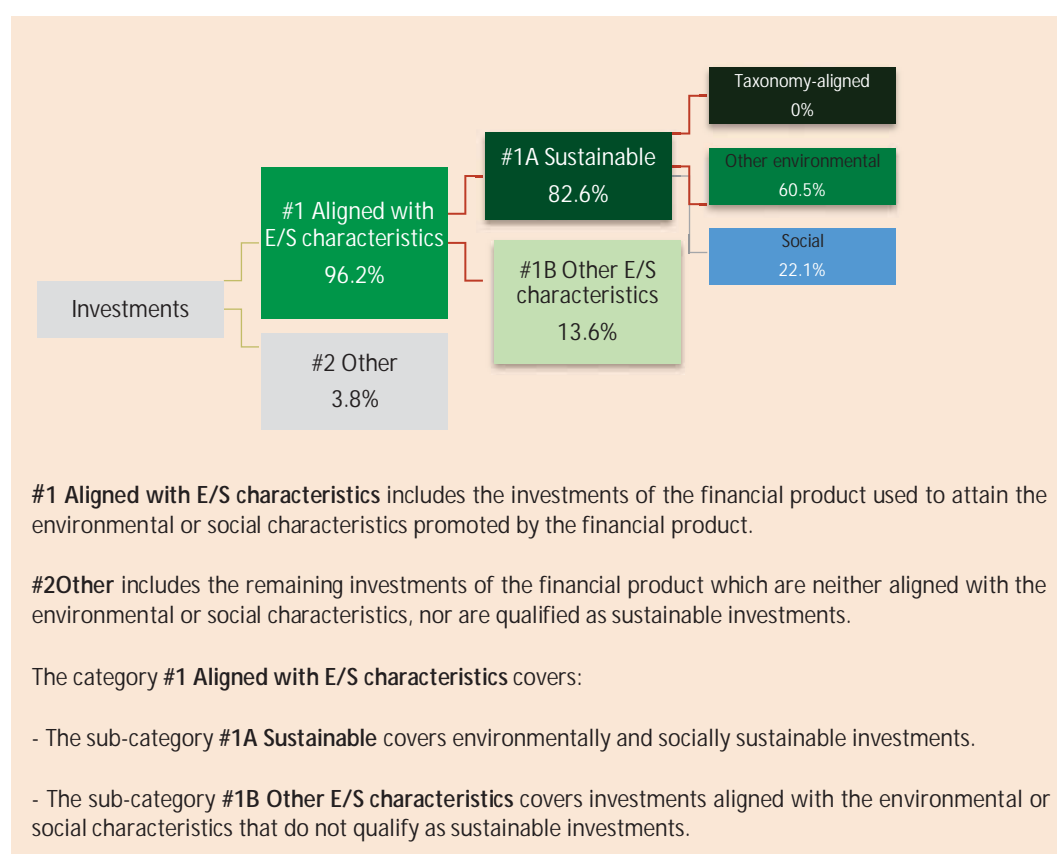 Taxonomy-aligned
0%
#1A Sustainable
82.6%
Other environmental
60.5%
#1 Aligned with
E/S characteristics
96.2%
Social
22.1%
#1B Other E/S
characteristics
13.6%
Investments
#2 Other
3.8%
#1 Aligned with E/S characteristics includes the investments of the financial product used to attain the
environmental or social characteristics promoted by the financial product.
#2Other includes the remaining investments of the financial product which are neither aligned with the
environmental or social characteristics, nor are qualified as sustainable investments.
The category #1 Aligned with E/S characteristics covers:
- The sub-category #1A Sustainable covers environmentally and socially sustainable investments.
- The sub-category #1B Other E/S characteristics covers investments aligned with the environmental or
social characteristics that do not qualify as sustainable investments.